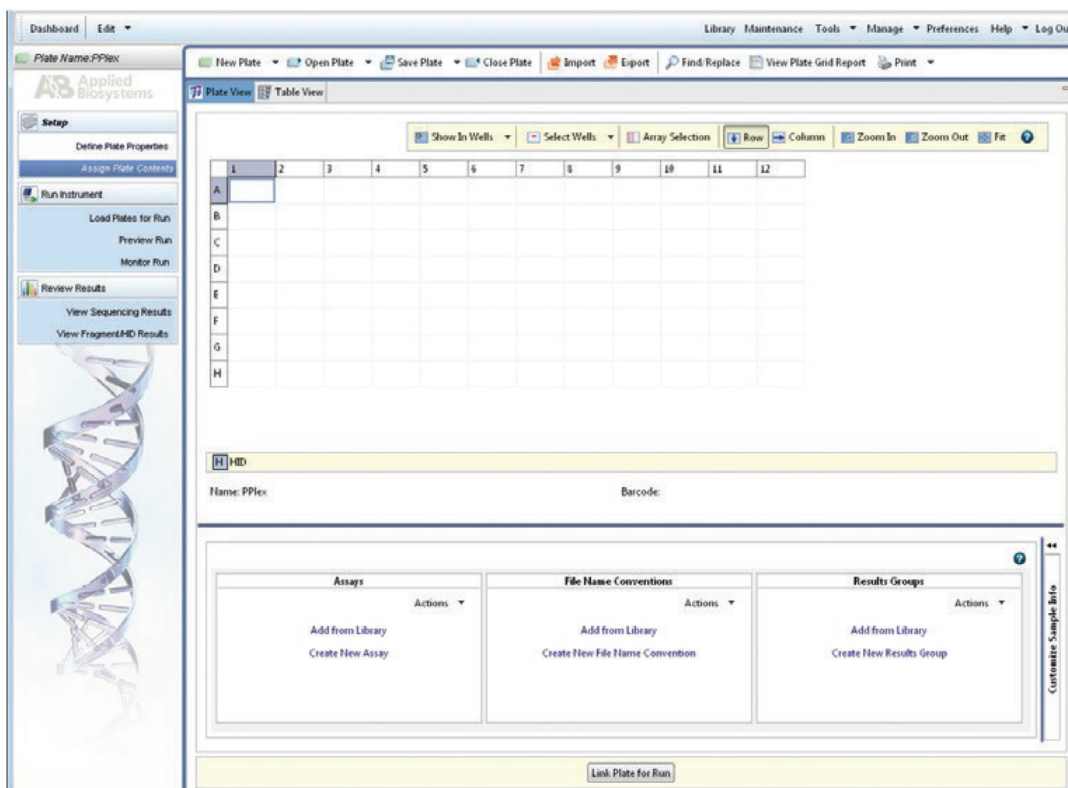 Dashboard Edit Library Maintenance Tools Manage Preferences Help Log Ou
Plate Name:PPlex
New Plate Open Plate Save Plate Close Plate Import Export Find/Replace View Plate Grid Report Print
AB Applied Biosystems
Plate View Table View
Setup
Define Plate Properties
Assign Plate Contents
Run Instrument
Load Plates for Run
Preview Run
Monitor Run
Review Results
View Sequencing Results
View Fragment/HID Results
Show In Wells Select Wells Array Selection Row Column Zoom In Zoom Out Fit ?
1 2 3 4 5 6 7 8 9 10 11 12
A
B
C
D
E
F
G
H
H HID
Name: PPlex Barcode:
?
Assays File Name Conventions Results Groups
Actions Actions Actions
Add from Library Add from Library Add from Library
Create New Assay Create New File Name Convention Create New Results Group
Customize Sample Info
Link Plate for Run